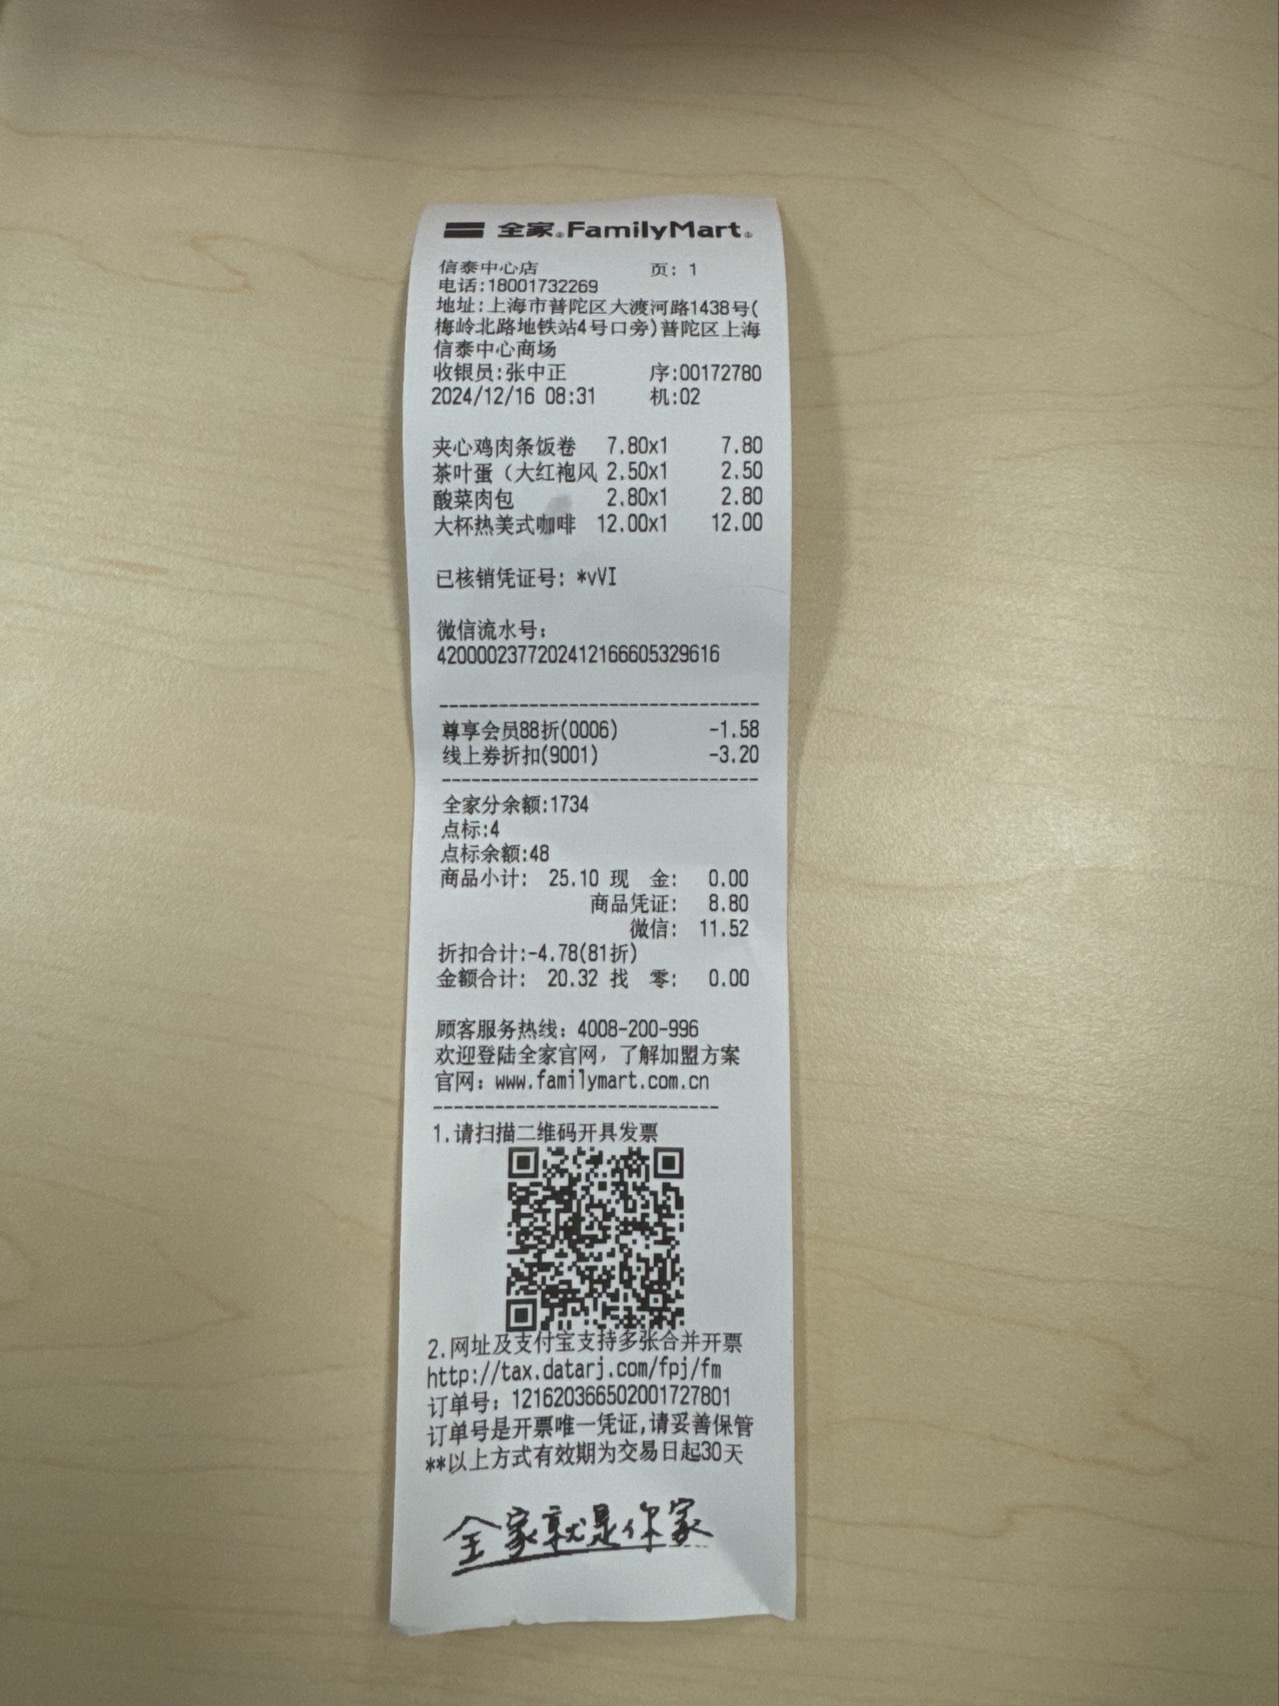 全家 FamilyMart
信泰中心店 页: 1
电话:18001732269
地址:上海市普陀区大渡河路1438号(
梅岭北路地铁站4号口旁)普陀区上海
信泰中心商场
收银员:张中正 序:00172780
2024/12/16 08:31 机:02
夹心鸡肉条饭卷 7.80x1 7.80
茶叶蛋（大红袍风 2.50x1 2.50
酸菜肉包 2.80x1 2.80
大杯热美式咖啡 12.00x1 12.00
已核销凭证号: *vVI
微信流水号:
4200002377202412166605329616
------------------------------
尊享会员88折(0006) -1.58
线上券折扣(9001) -3.20
------------------------------
全家分余额:1734
点标:4
点标余额:48
商品小计: 25.10 现 金: 0.00
商品凭证: 8.80
微信: 11.52
折扣合计:-4.78(81折)
金额合计: 20.32 找 零: 0.00
顾客服务热线: 4008-200-996
欢迎登陆全家官网，了解加盟方案
官网: www.familymart.com.cn
---------------------------
1.请扫描二维码开具发票
2.网址及支付宝支持多张合并开票
http://tax.datarj.com/fpj/fm
订单号: 121620366502001727801
订单号是开票唯一凭证,请妥善保管
**以上方式有效期为交易日起30天
全家就是你家